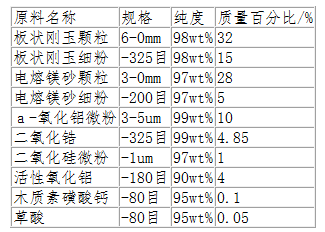 原料名称 规格 纯度 质量百分比/%
板状刚玉颗粒 6-0mm 98wt% 32
板状刚玉细粉 -325目 98wt% 15
电熔镁砂颗粒 3-0mm 97wt% 28
电熔镁砂细粉 -200目 97wt% 5
а-氧化铝微粉 3-5um 99wt% 10
二氧化锆 -325目 99wt% 4.85
二氧化硅微粉 -1um 97wt% 1
活性氧化铝 -180目 90wt% 4
木质素磺酸钙 -80目 95wt% 0.1
草酸 -80目 95wt% 0.05